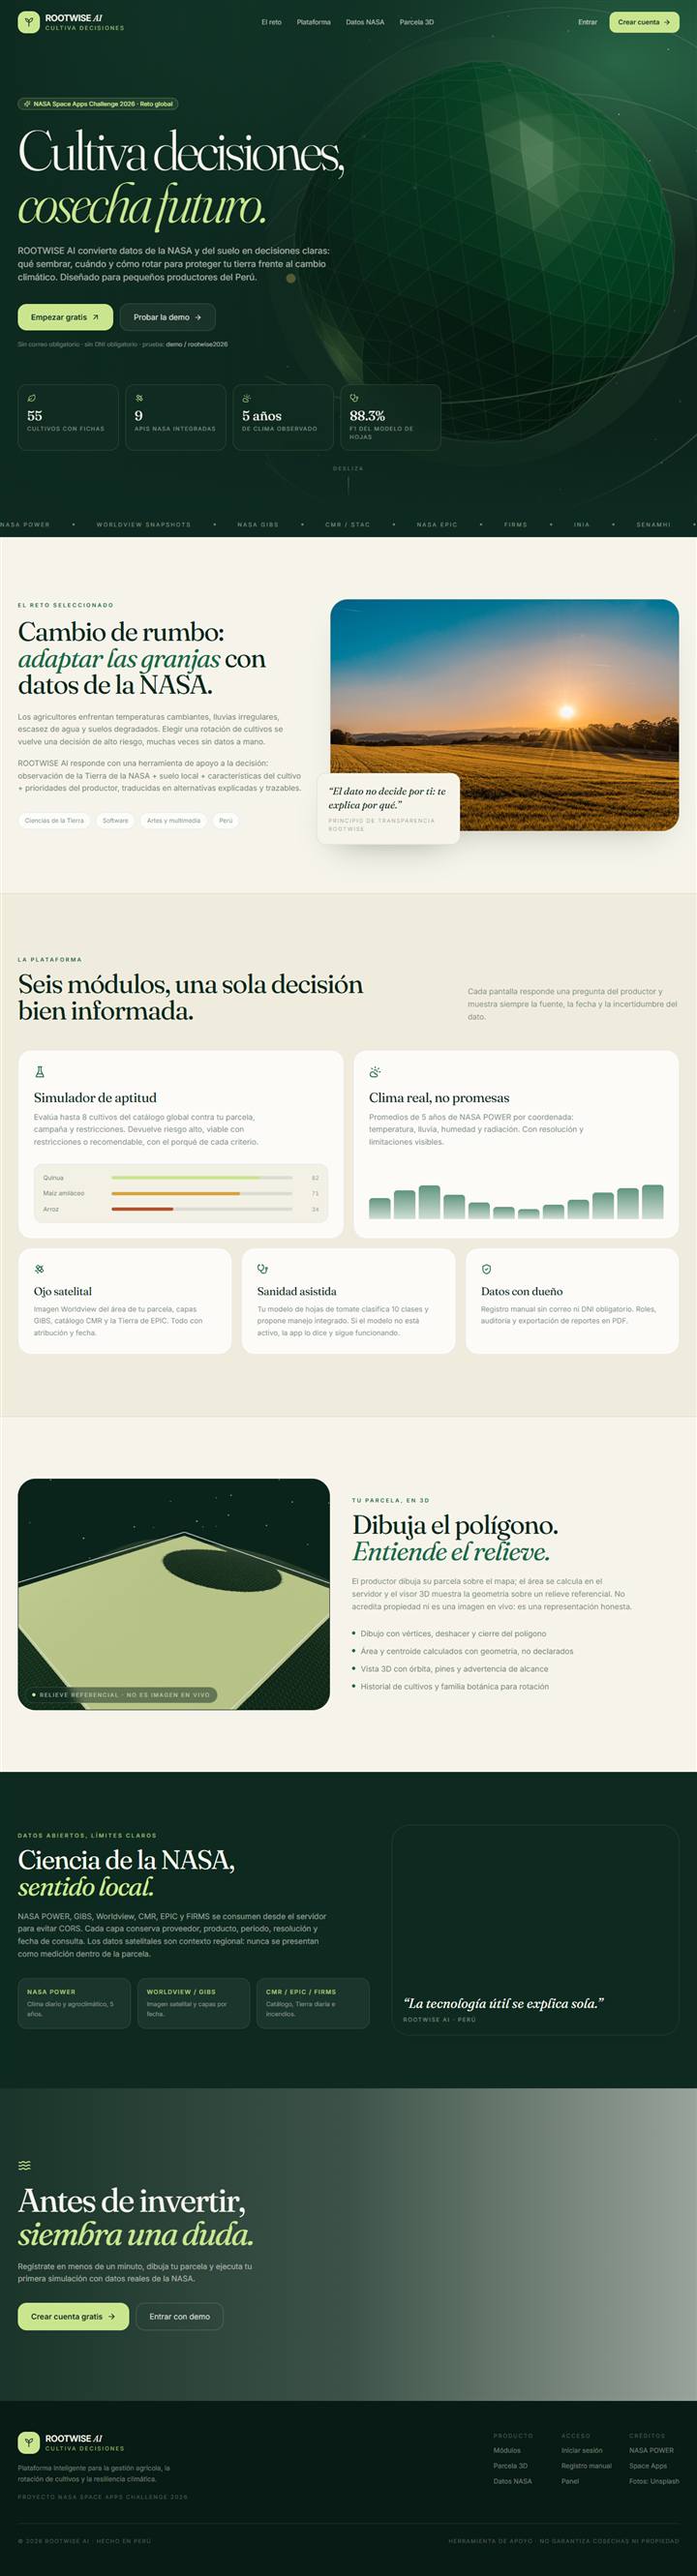 ROOTWISE AI
CULTIVA DECISIONES
El reto
Plataforma
Datos NASA
Parcela 3D
Entrar
Crear cuenta →
NASA Space Apps Challenge 2026 · Reto global
Cultiva decisiones,
cosecha futuro.
ROOTWISE AI convierte datos de la NASA y del suelo en decisiones claras:
qué sembrar, cuándo y cómo rotar para proteger tu tierra frente al cambio
climático. Diseñado para pequeños productores del Perú.
Empezar gratis ↗
Probar la demo →
Sin correo obligatorio · sin DNI obligatorio · prueba: demo / rootwise2026
55
CULTIVOS CON FICHAS
9
APIS NASA INTEGRADAS
5 años
DE CLIMA OBSERVADO
88.3%
F1 DEL MODELO DE
HOJAS
DESLIZA
NASA POWER
WORLDVIEW SNAPSHOTS
NASA GIBS
CMR / STAC
NASA EPIC
FIRMS
INIA
SENAMHI
EL RETO SELECCIONADO
Cambio de rumbo:
adaptar las granjas con
datos de la NASA.
Los agricultores enfrentan temperaturas cambiantes, lluvias irregulares,
escasez de agua y suelos degradados. Elegir una rotación de cultivos se
vuelve una decisión de alto riesgo, muchas veces sin datos a mano.
ROOTWISE AI responde con una herramienta de apoyo a la decisión:
observación de la Tierra de la NASA + suelo local + características del cultivo
+ prioridades del productor, traducidas en alternativas explicadas y trazables.
Ciencias de la Tierra
Software
Artes y multimedia
Perú
“El dato no decide por ti: te
explica por qué.”
PRINCIPIO DE TRANSPARENCIA
ROOTWISE
LA PLATAFORMA
Seis módulos, una sola decisión
bien informada.
Cada pantalla responde una pregunta del productor y
muestra siempre la fuente, la fecha y la incertidumbre del
dato.
Simulador de aptitud
Evalúa hasta 8 cultivos del catálogo global contra tu parcela,
campaña y restricciones. Devuelve riesgo alto, viable con
restricciones o recomendable, con el porqué de cada criterio.
Quinua
82
Maíz amiláceo
71
Arroz
34
Clima real, no promesas
Promedios de 5 años de NASA POWER por coordenada:
temperatura, lluvia, humedad y radiación. Con resolución y
limitaciones visibles.
Ojo satelital
Imagen Worldview del área de tu parcela, capas
GIBS, catálogo CMR y la Tierra de EPIC. Todo con
atribución y fecha.
Sanidad asistida
Tu modelo de hojas de tomate clasifica 10 clases y
propone manejo integrado. Si el modelo no está
activo, la app lo dice y sigue funcionando.
Datos con dueño
Registro manual sin correo ni DNI obligatorio. Roles,
auditoría y exportación de reportes en PDF.
RELIEVE REFERENCIAL · NO ES IMAGEN EN VIVO
TU PARCELA, EN 3D
Dibuja el polígono.
Entiende el relieve.
El productor dibuja su parcela sobre el mapa; el área se calcula en el
servidor y el visor 3D muestra la geometría sobre un relieve referencial. No
acredita propiedad ni es una imagen en vivo: es una representación honesta.
Dibujo con vértices, deshacer y cierre del polígono
Área y centroide calculados con geometría, no declarados
Vista 3D con órbita, pines y advertencia de alcance
Historial de cultivos y familia botánica para rotación
DATOS ABIERTOS, LÍMITES CLAROS
Ciencia de la NASA,
sentido local.
NASA POWER, GIBS, Worldview, CMR, EPIC y FIRMS se consumen desde el servidor
para evitar CORS. Cada capa conserva proveedor, producto, periodo, resolución y
fecha de consulta. Los datos satelitales son contexto regional: nunca se presentan
como medición dentro de la parcela.
NASA POWER
Clima diario y agroclimático, 5
años.
WORLDVIEW / GIBS
Imagen satelital y capas por
fecha.
CMR / EPIC / FIRMS
Catálogo, Tierra diaria e
incendios.
“La tecnología útil se explica sola.”
ROOTWISE AI · PERÚ
Antes de invertir,
siembra una duda.
Regístrate en menos de un minuto, dibuja tu parcela y ejecuta tu
primera simulación con datos reales de la NASA.
Crear cuenta gratis →
Entrar con demo
ROOTWISE AI
CULTIVA DECISIONES
Plataforma inteligente para la gestión agrícola, la
rotación de cultivos y la resiliencia climática.
PROYECTO NASA SPACE APPS CHALLENGE 2026
PRODUCTO
Módulos
Parcela 3D
Datos NASA
ACCESO
Iniciar sesión
Registro manual
Panel
CRÉDITOS
NASA POWER
Space Apps
Fotos: Unsplash
© 2026 ROOTWISE AI · HECHO EN PERÚ
HERRAMIENTA DE APOYO · NO GARANTIZA COSECHAS NI PROPIEDAD